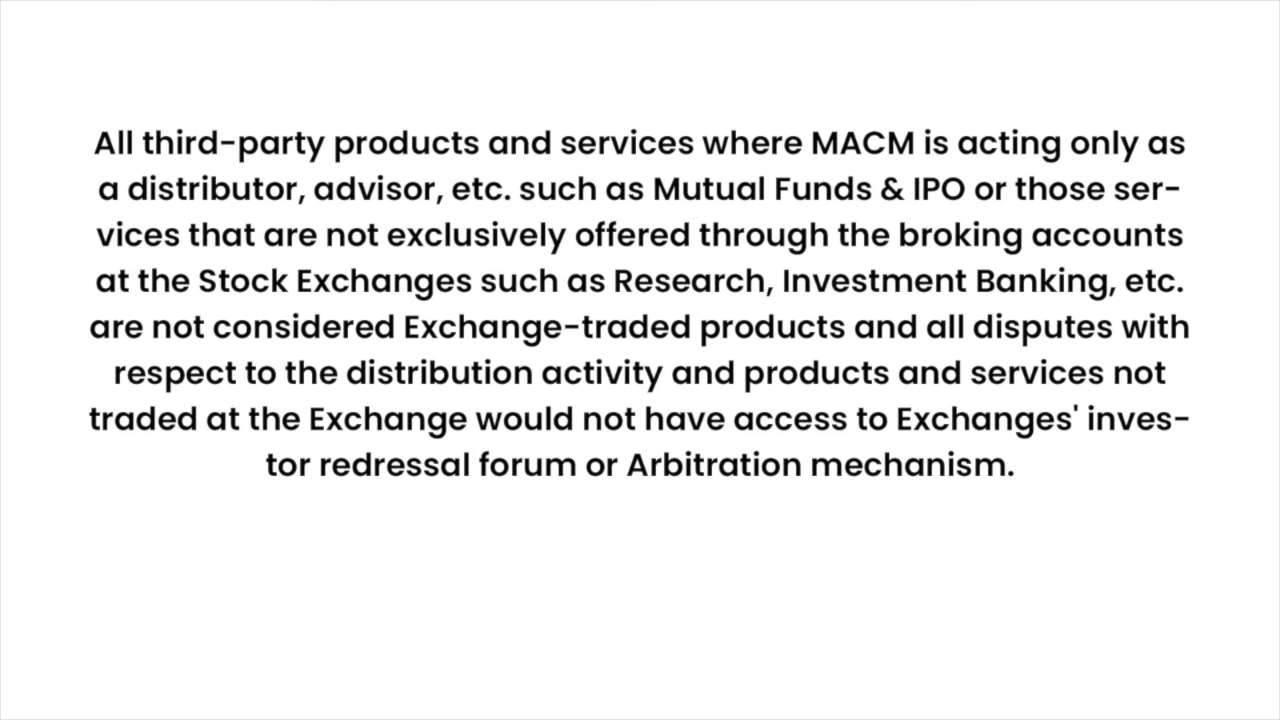 All third-party products and services where MACM is acting only as
a distributor, advisor, etc. such as Mutual Funds & IPO or those ser-
vices that are not exclusively offered through the broking accounts
at the Stock Exchanges such as Research, Investment Banking, etc.
are not considered Exchange-traded products and all disputes with
respect to the distribution activity and products and services not
traded at the Exchange would not have access to Exchanges' inves-
tor redressal forum or Arbitration mechanism.